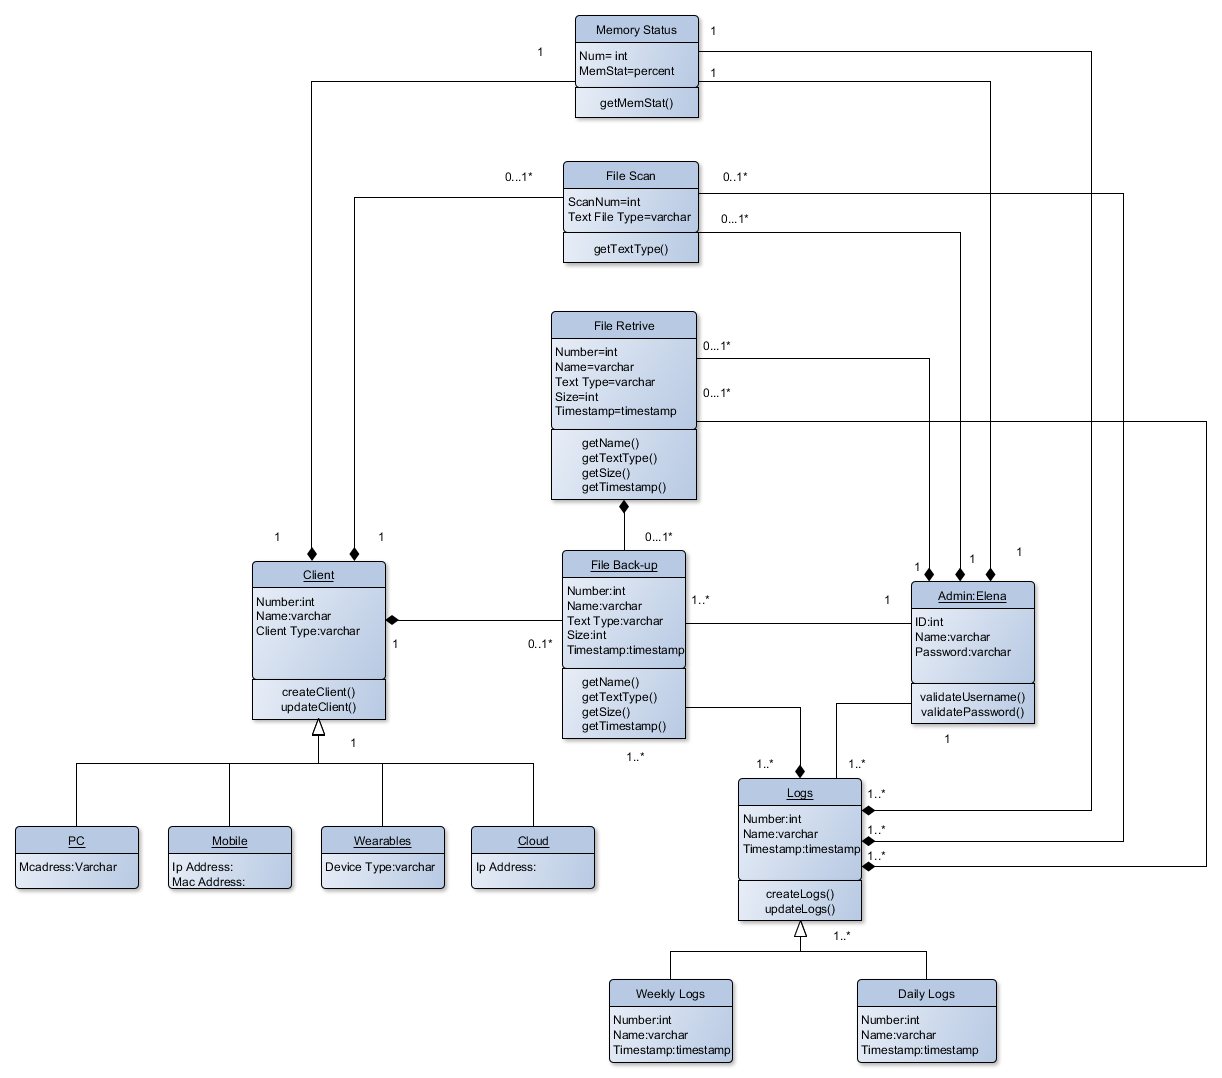 Memory Status
1
1
Num= int
MemStat=percent
1
getMemStat()
File Scan
0...1*
0..1*
ScanNum=int
Text File Type=varchar
0...1*
getTextType()
File Retrive
0...1*
Number=int
Name=varchar
Text Type=varchar
Size=int
Timestamp=timestamp
0...1*
getName()
getTextType()
getSize()
getTimestamp()
1
1
0...1*
1
1
1
Client
Number:int
Name:varchar
Client Type:varchar
createClient()
updateClient()
1
0..1*
File Back-up
Number:int
Name:varchar
Text Type:varchar
Size:int
Timestamp:timestamp
getName()
getTextType()
getSize()
getTimestamp()
1..*
1
Admin:Elena
ID:int
Name:varchar
Password:varchar
validateUsername()
validatePassword()
1
1
1..*
1..*
1..*
PC
Mcadress:Varchar
Mobile
Ip Address:
Mac Address:
Wearables
Device Type:varchar
Cloud
Ip Address:
Logs
Number:int
Name:varchar
Timestamp:timestamp
createLogs()
updateLogs()
1..*
1..*
1..*
1..*
Weekly Logs
Number:int
Name:varchar
Timestamp:timestamp
Daily Logs
Number:int
Name:varchar
Timestamp:timestamp